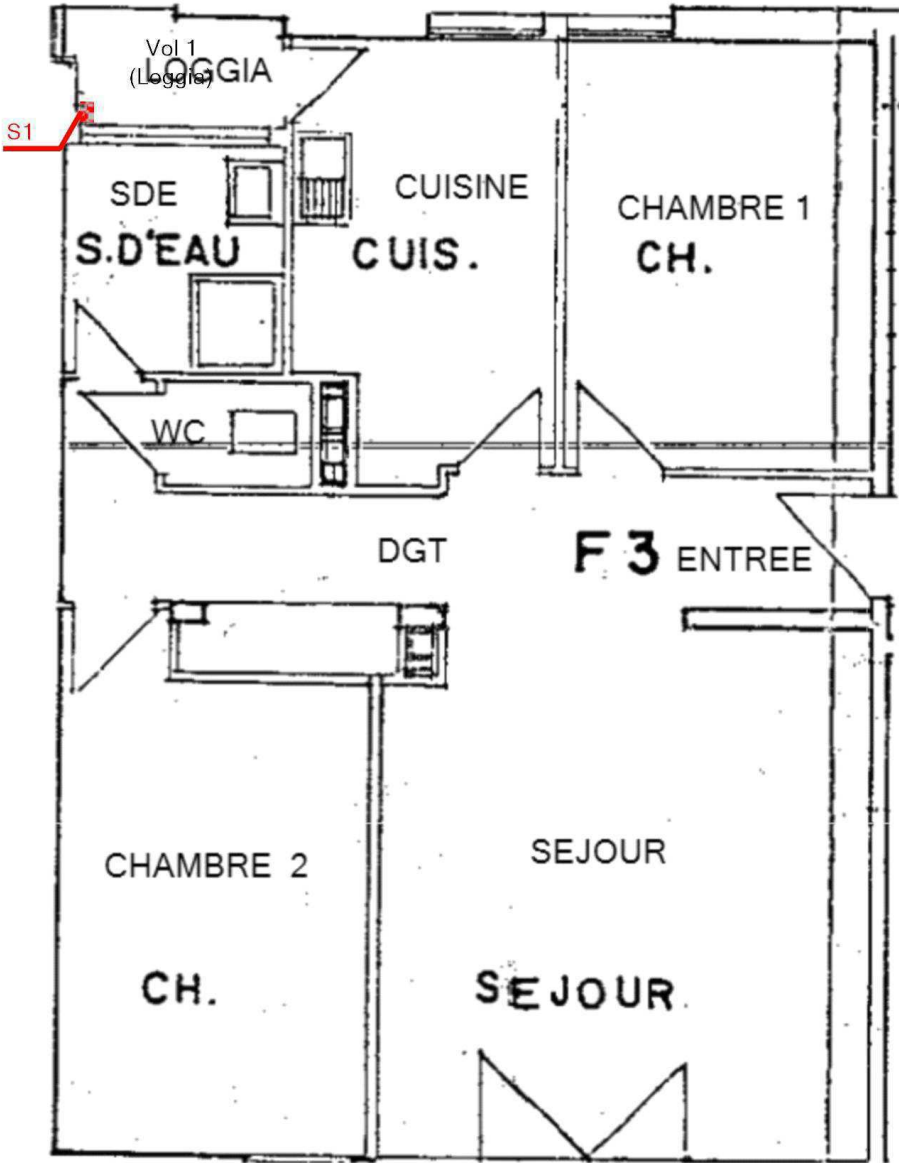 Vol 1
(Loggia)
LOGGIA
S1
SDE
S.D'EAU
CUISINE
CUIS.
CHAMBRE 1
CH.
WC
DGT
F3
ENTREE
CHAMBRE 2
CH.
SEJOUR
SEJOUR